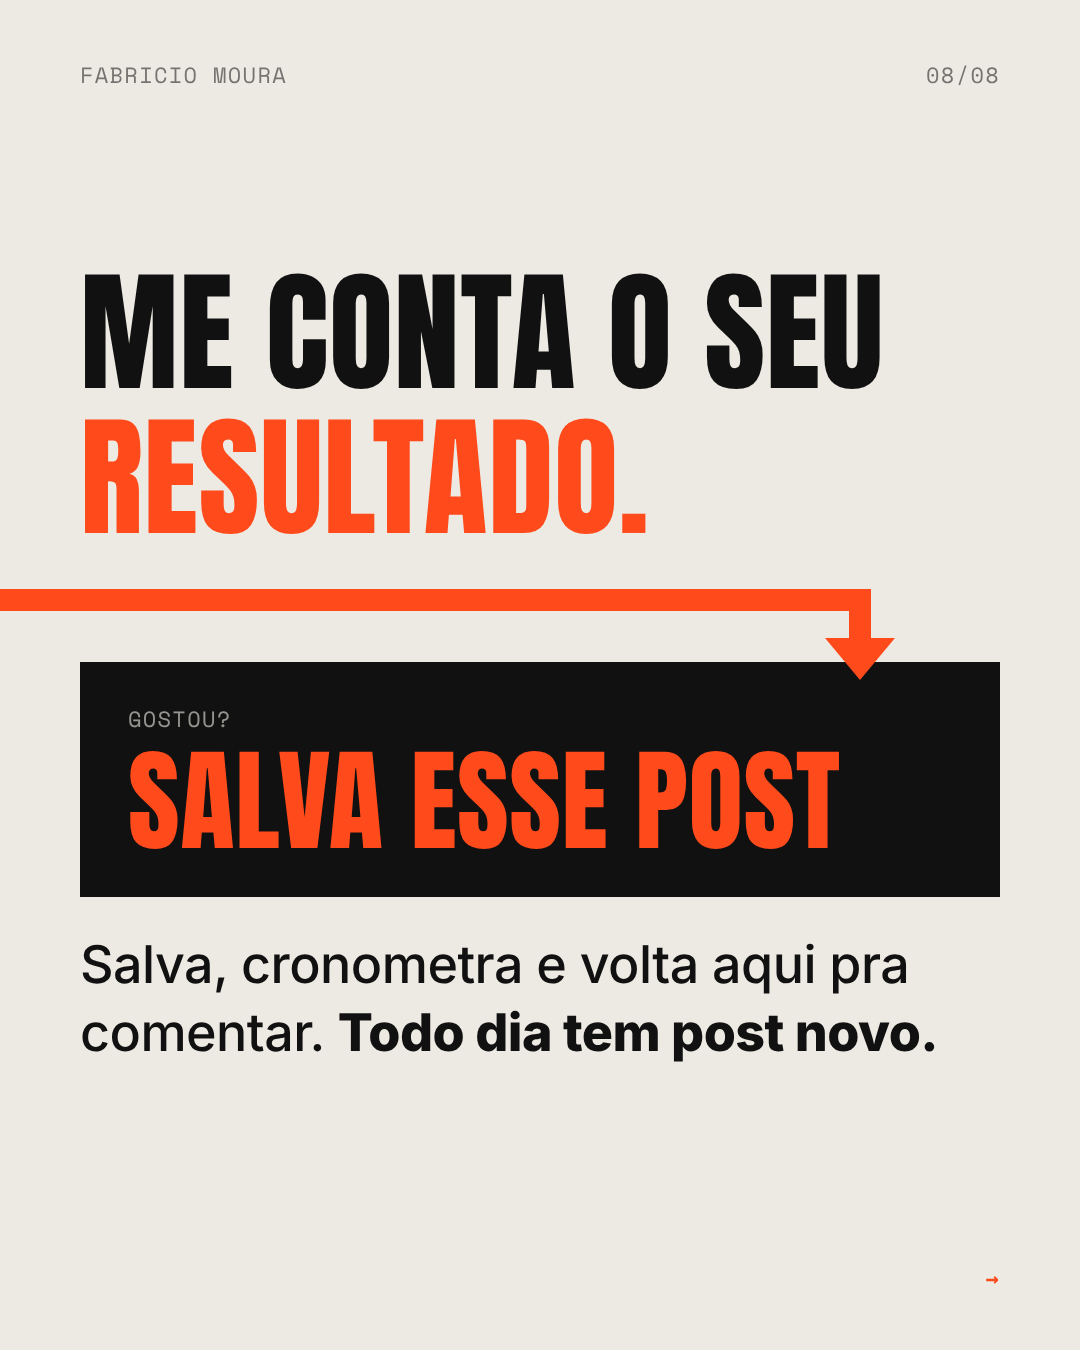 FABRICIO MOURA
08/08
ME CONTA O SEU
RESULTADO.
GOSTOU?
SALVA ESSE POST
Salva, cronometra e volta aqui pra
comentar. Todo dia tem post novo.
→